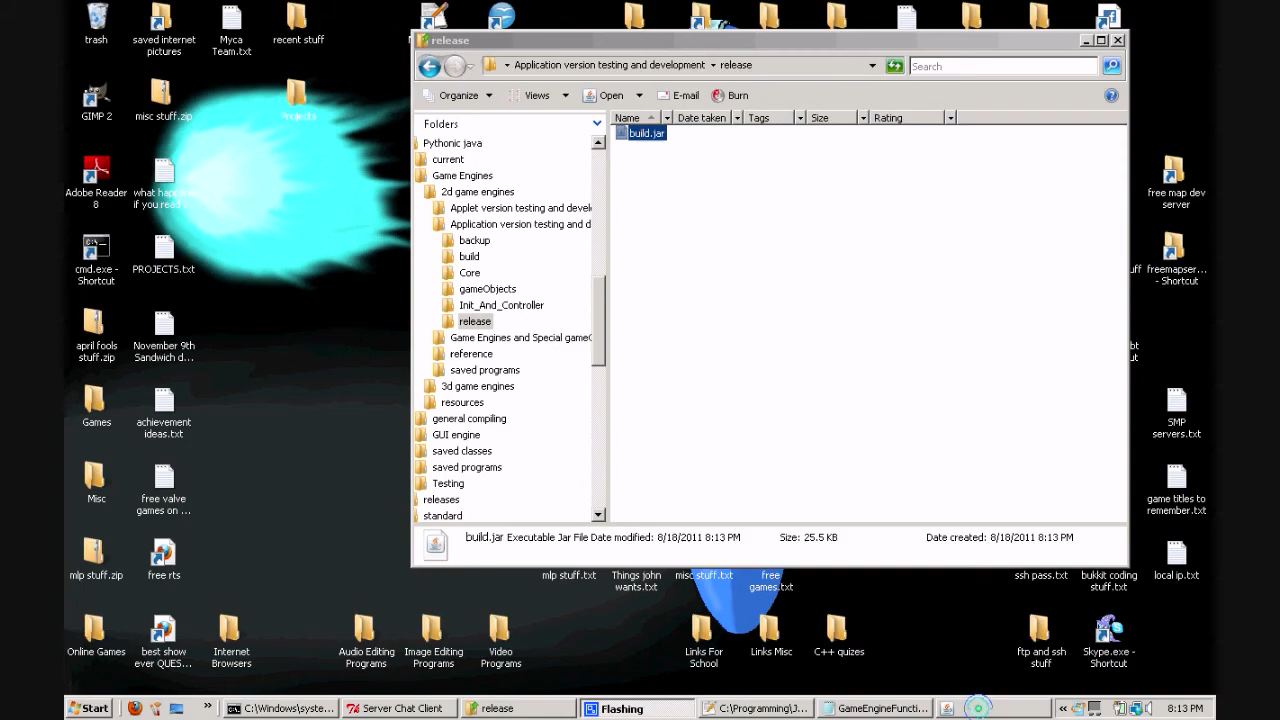 trash
saved internet
pictures
Myca
Team.txt
recent stuff
GIMP 2
misc stuff.zip
Projects
Adobe Reader
8
if you read
cmd.exe -
Shortcut
PROJECTS.txt
april fools
stuff.zip
November 9th
Sandwich d...
Games
achievement
ideas.txt
Misc
free valve
games on ...
mlp stuff.zip
free rts
Online Games
best show
ever QUES...
Internet
Browsers
Audio Editing
Programs
Image Editing
Programs
Video
Programs
release
Application version testing and development
release
Search
Organize
Views
Open
E-mail
Burn
Folders
Name
Date taken
Tags
Size
Rating
build.jar
Pythonic java
current
Game Engines
2d game engines
Applet version testing and devel
Application version testing and d
backup
build
Core
gameObjects
Init_And_Controller
release
Game Engines and Special game
reference
saved programs
3d game engines
resources
general compiling
GUI engine
saved classes
saved programs
Testing
releases
standard
build.jar Executable Jar File Date modified: 8/18/2011 8:13 PM
Size: 25.5 KB
Date created: 8/18/2011 8:13 PM
mlp stuff.txt
Things john
wants.txt
misc stuff.txt
free
games.txt
ssh pass.txt
bukkit coding
stuff.txt
local ip.txt
free map dev
server
freemapser...
- Shortcut
SMP
servers.txt
game titles to
remember.txt
Links For
School
Links Misc
C++ quizes
ftp and ssh
stuff
Skype.exe -
Shortcut
Start
C:\Windows\syste...
Server Chat Client
release
Flashing
C:\Programming\J...
GameEngineFuncti...
8:13 PM